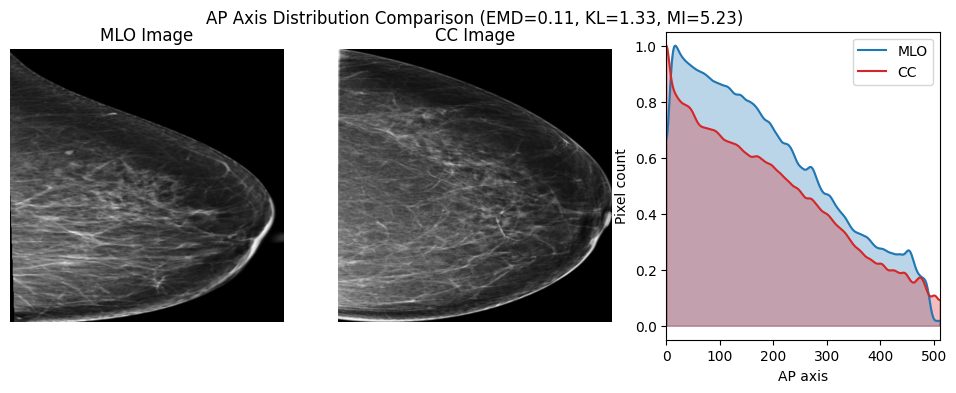 AP Axis Distribution Comparison (EMD=0.11, KL=1.33, MI=5.23)
MLO Image
CC Image
MLO
CC
Pixel count
1.0
0.8
0.6
0.4
0.2
0.0
0 100 200 300 400 500
AP axis